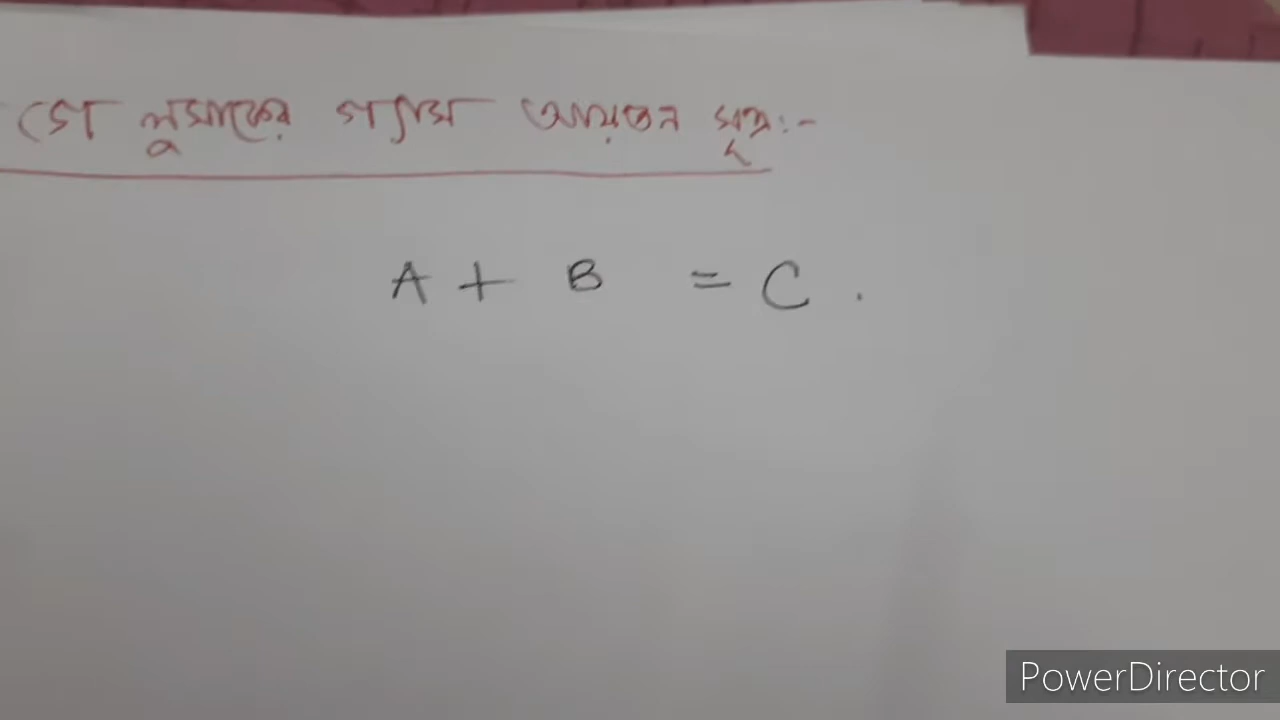 গে লুসাকের গ্যাস আয়তন সূত্র:-
A + B = C .
PowerDirector